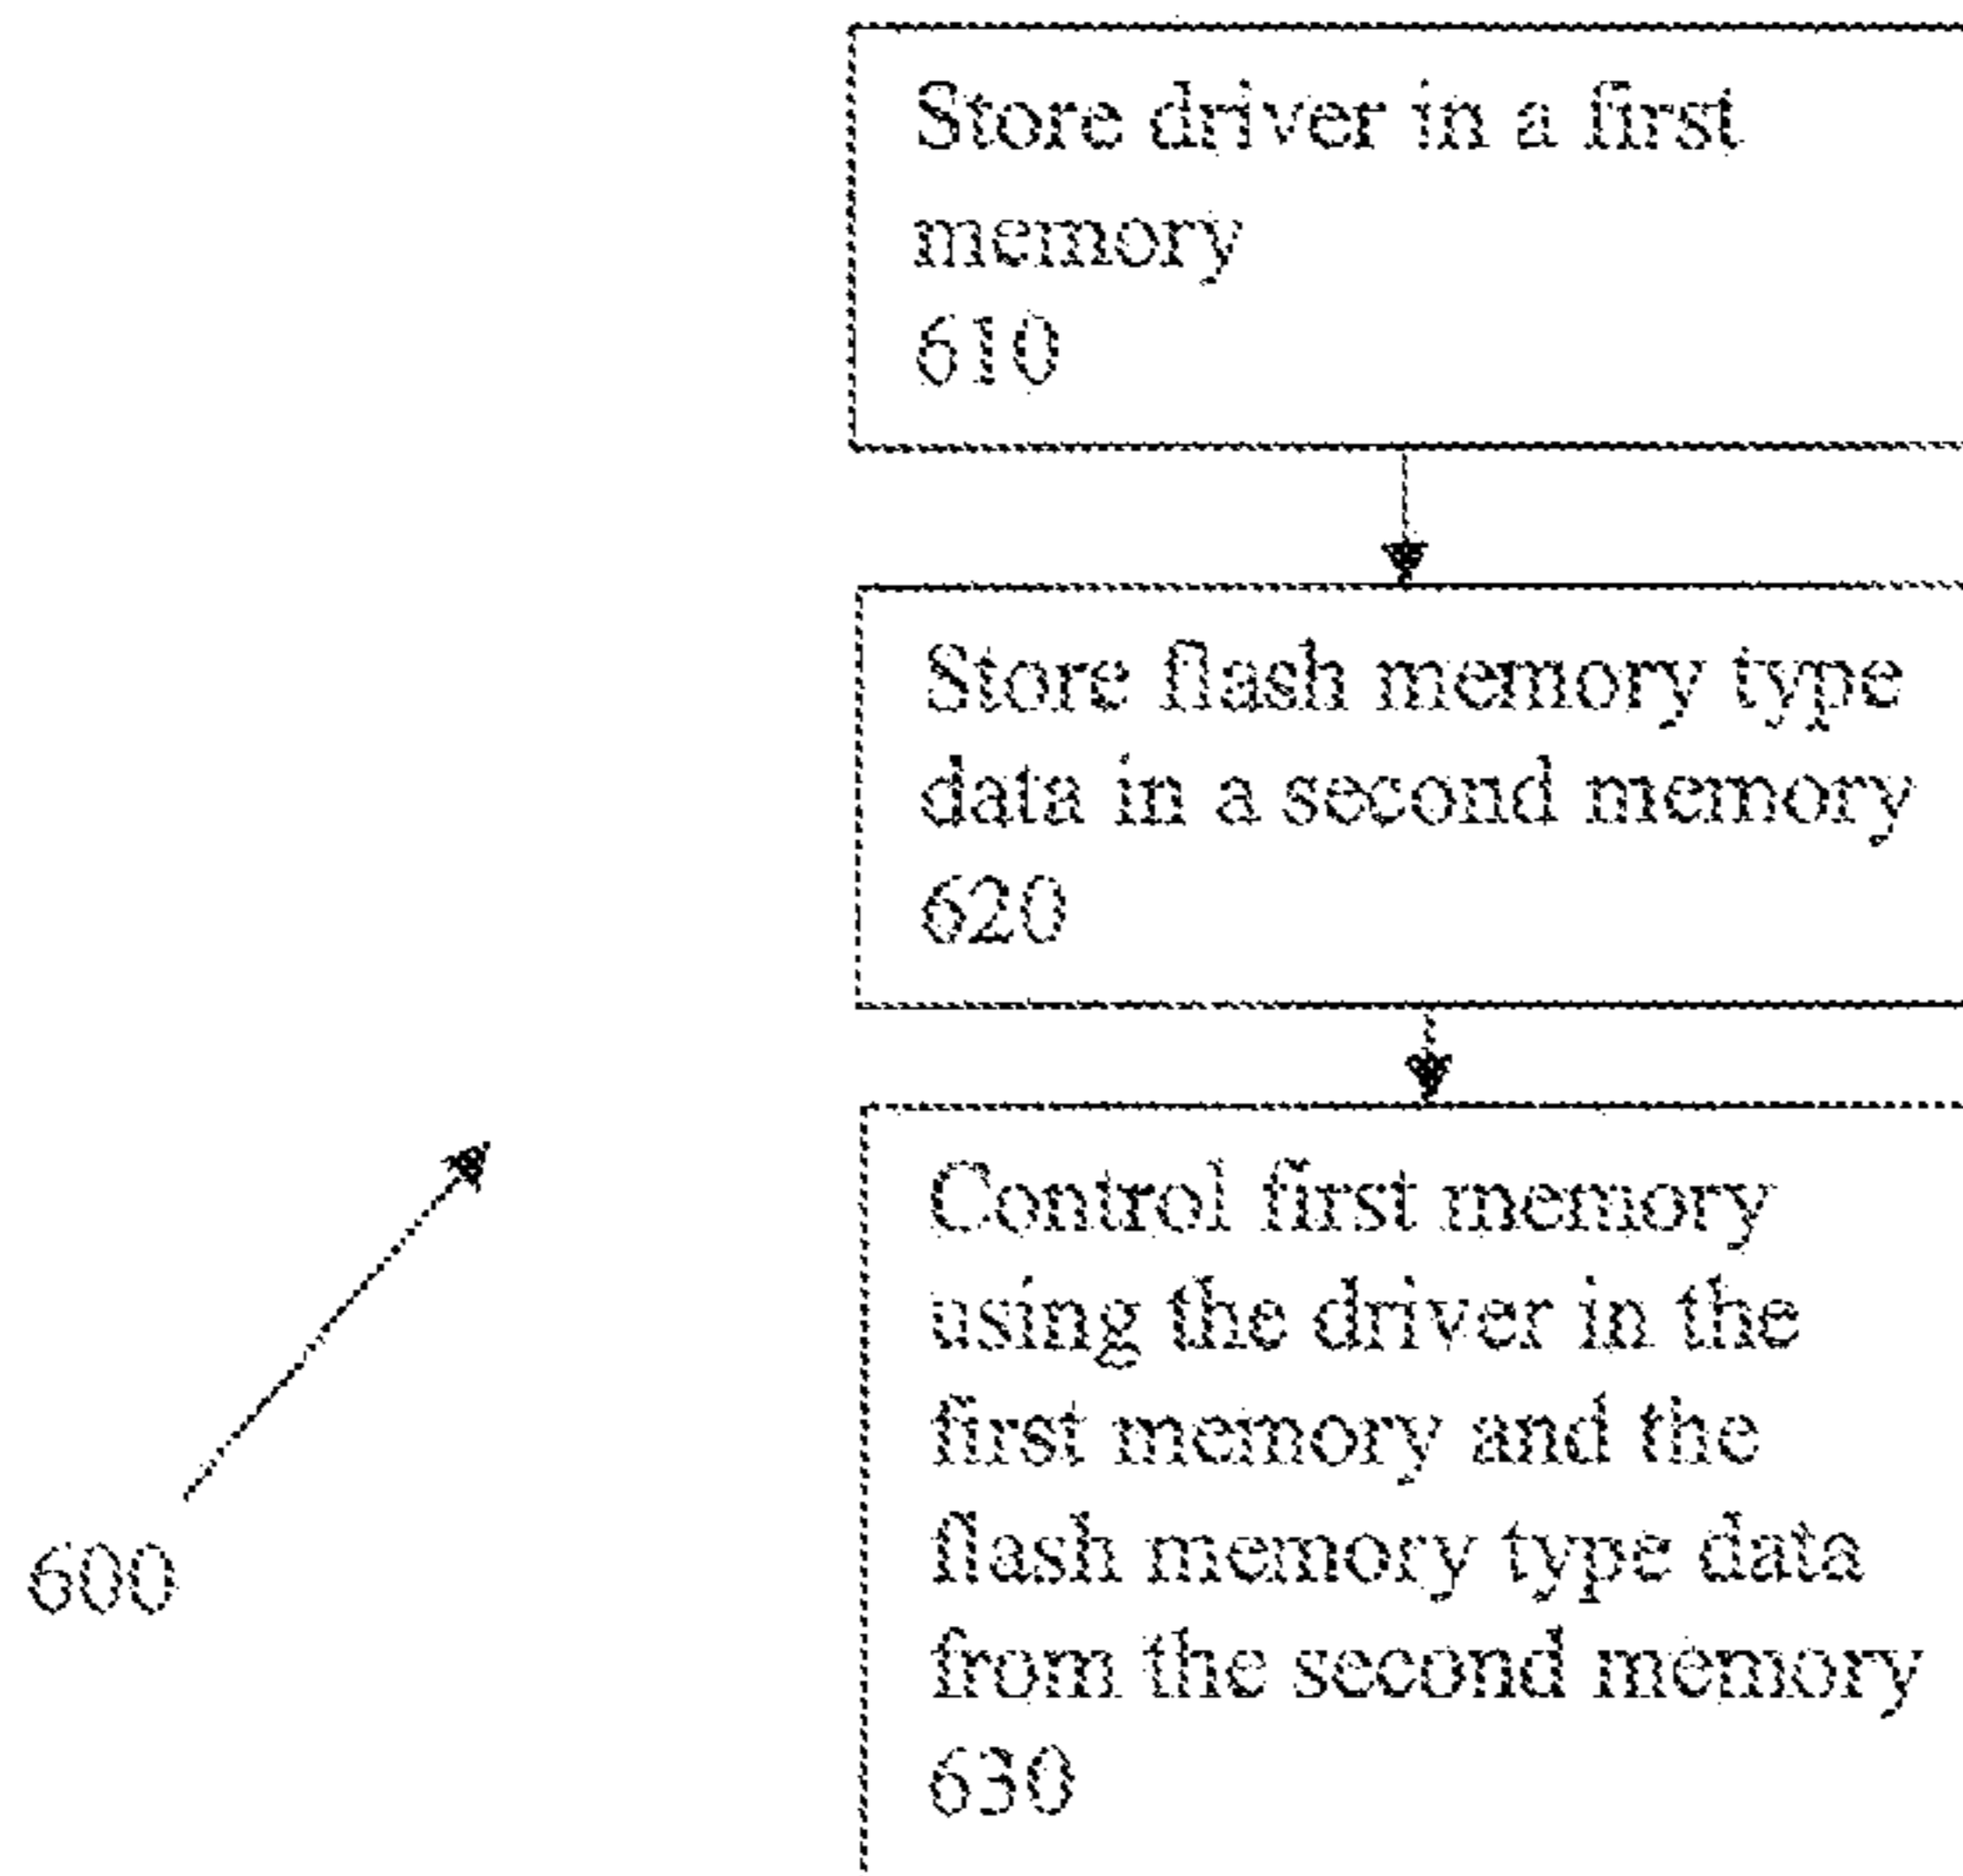 Store driver in a first
memory
610
Store flash memory type
data in a second memory
620
Control first memory
using the driver in the
first memory and the
flash memory type data
from the second memory
630
600